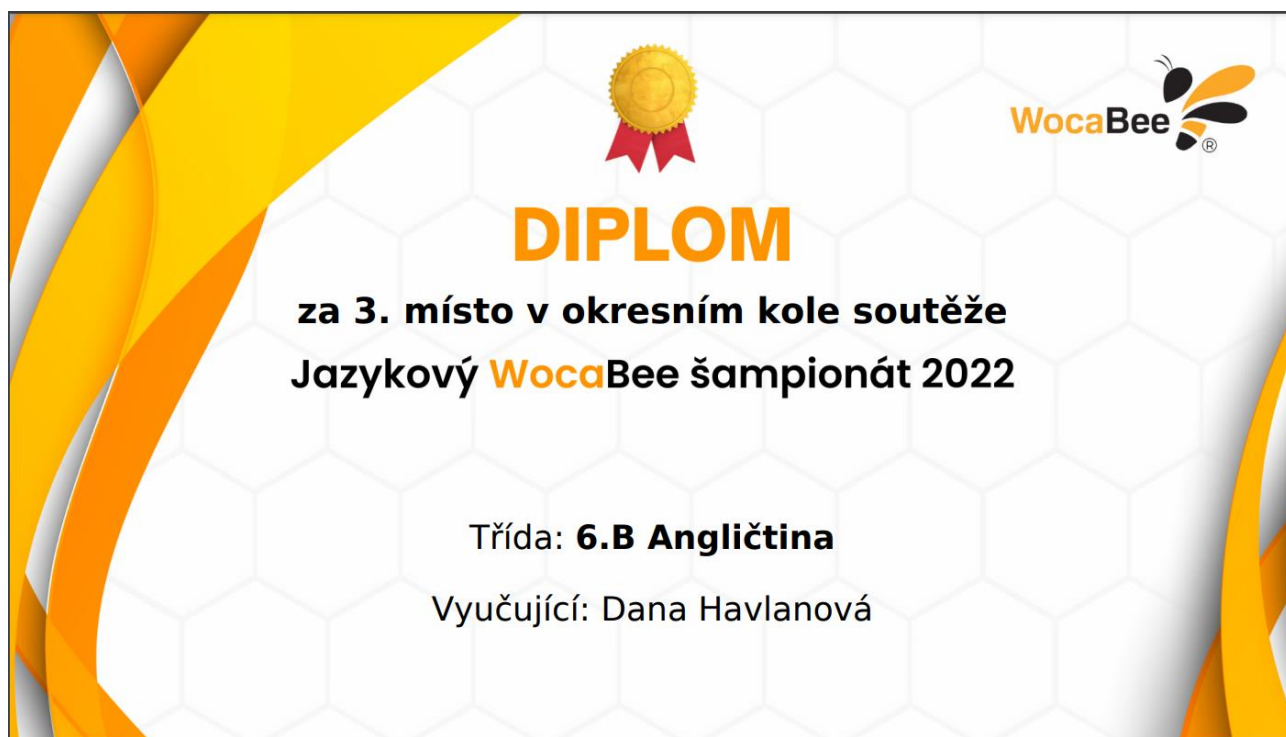 WocaBee
®
DIPLOM
za 3. místo v okresním kole soutěže
Jazykový WocaBee šampionát 2022
Třída: 6.B Angličtina
Vyučující: Dana Havlanová